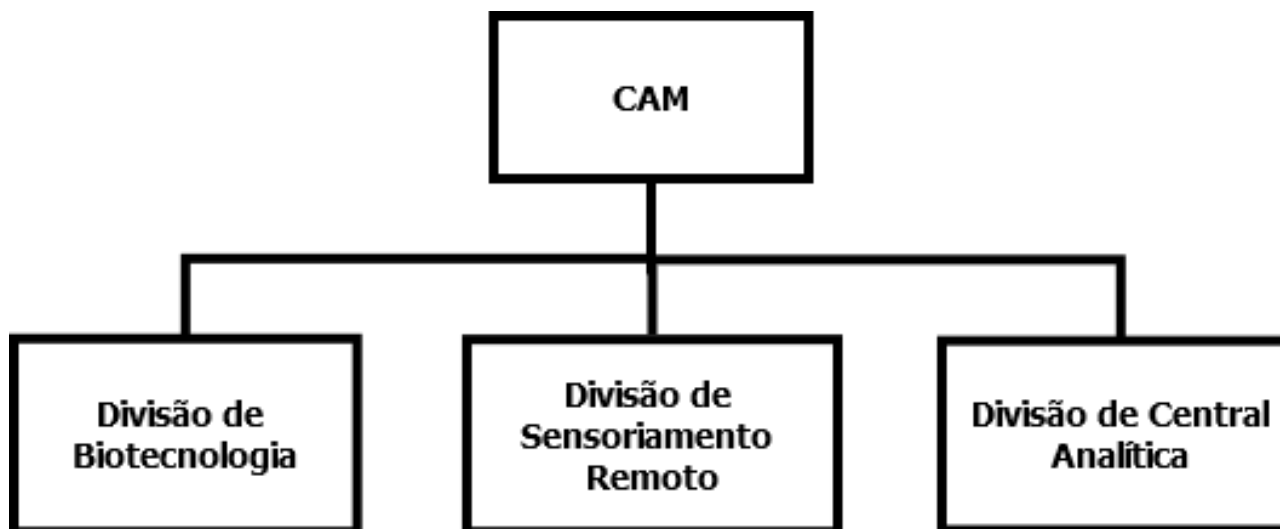 CAM
Divisão de
Biotecnologia
Divisão de
Sensoriamento
Remoto
Divisão de Central
Analítica